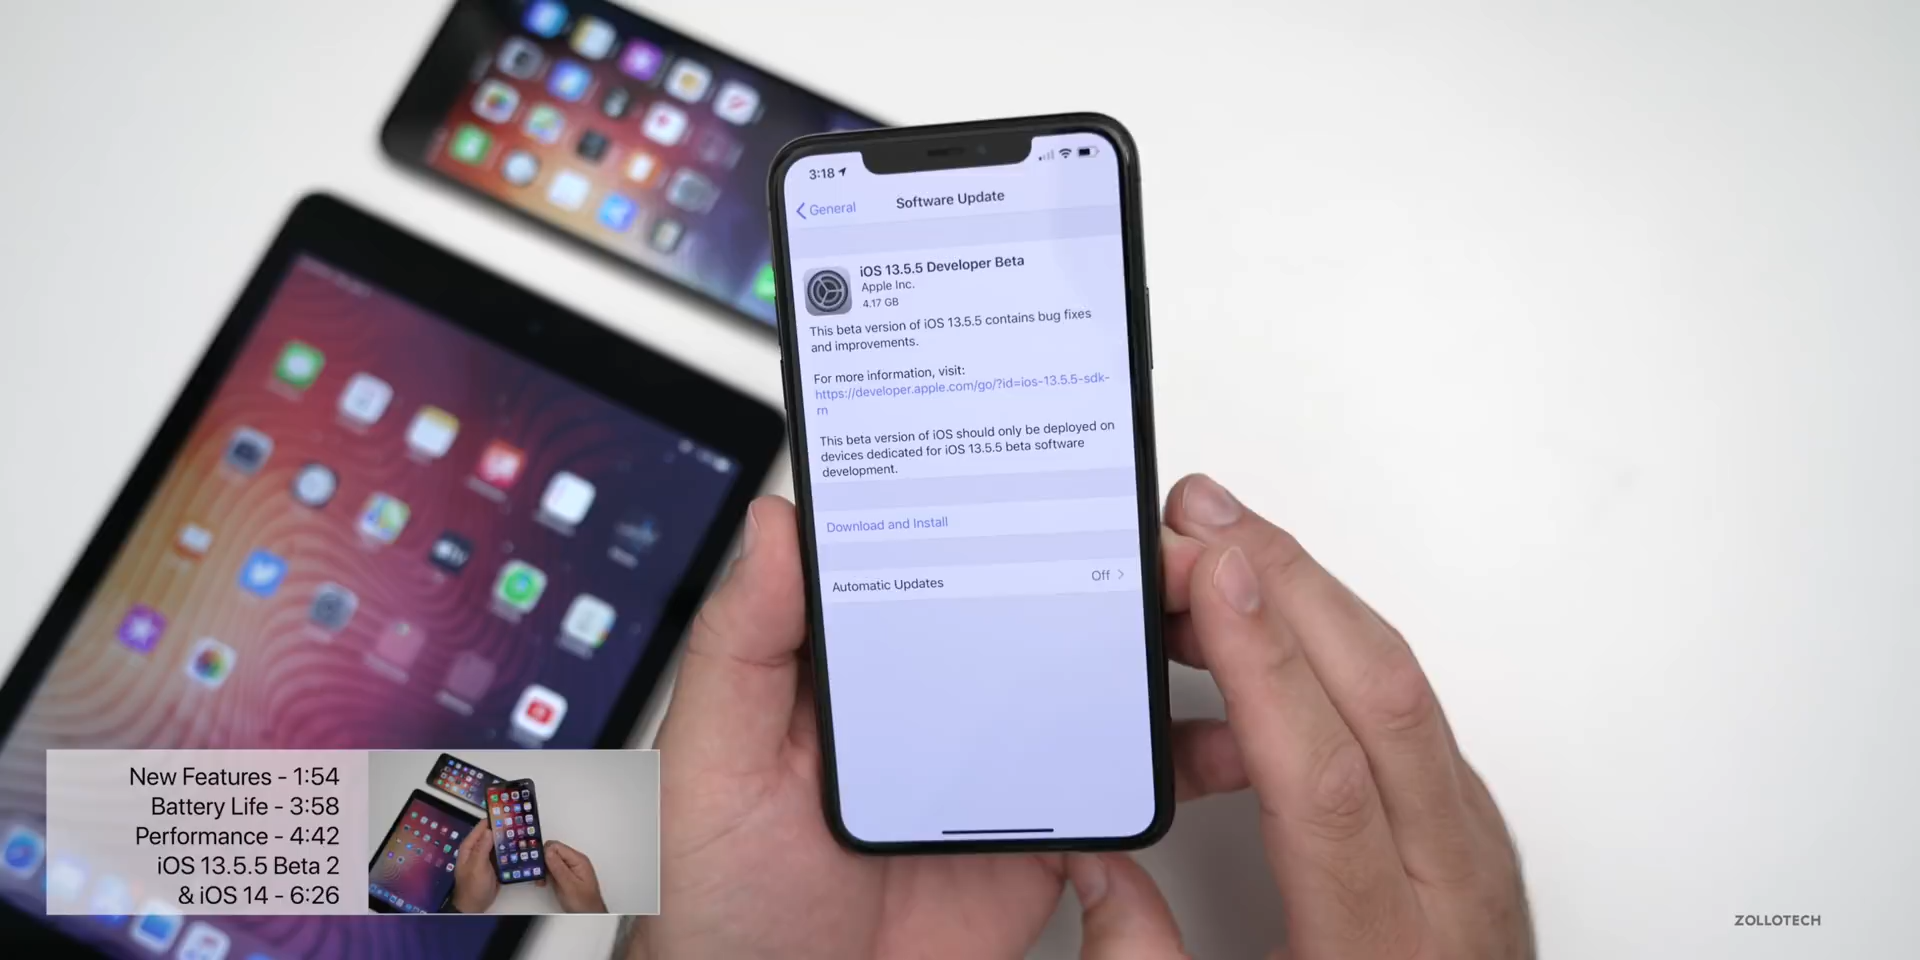 3:18
General
Software Update
iOS 13.5.5 Developer Beta
Apple Inc.
4.17 GB
This beta version of iOS 13.5.5 contains bug fixes
and improvements.
For more information, visit:
https://developer.apple.com/go/?id=ios-13.5.5-sdk-
rn
This beta version of iOS should only be deployed on
devices dedicated for iOS 13.5.5 beta software
development.
Download and Install
Automatic Updates
Off
New Features - 1:54
Battery Life - 3:58
Performance - 4:42
iOS 13.5.5 Beta 2
& iOS 14 - 6:26
ZOLLOTECH